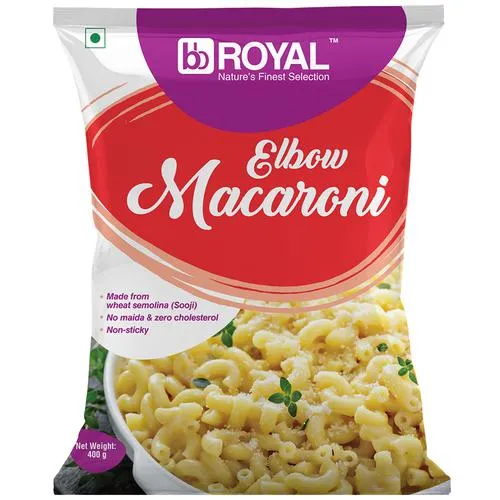 bb ROYAL™
Nature's Finest Selection
Elbow
Macaroni
• Made from
wheat semolina (Sooji)
• No maida & zero cholesterol
• Non-sticky
Net Weight:
400 g